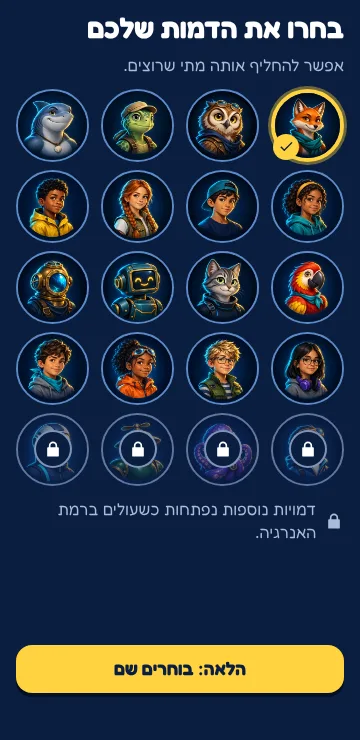 בחרו את הדמות שלכם
אפשר להחליף אותה מתי שרוצים.
דמויות נוספות נפתחות כשעולים ברמת
האנרגיה.
הלאה: בוחרים שם